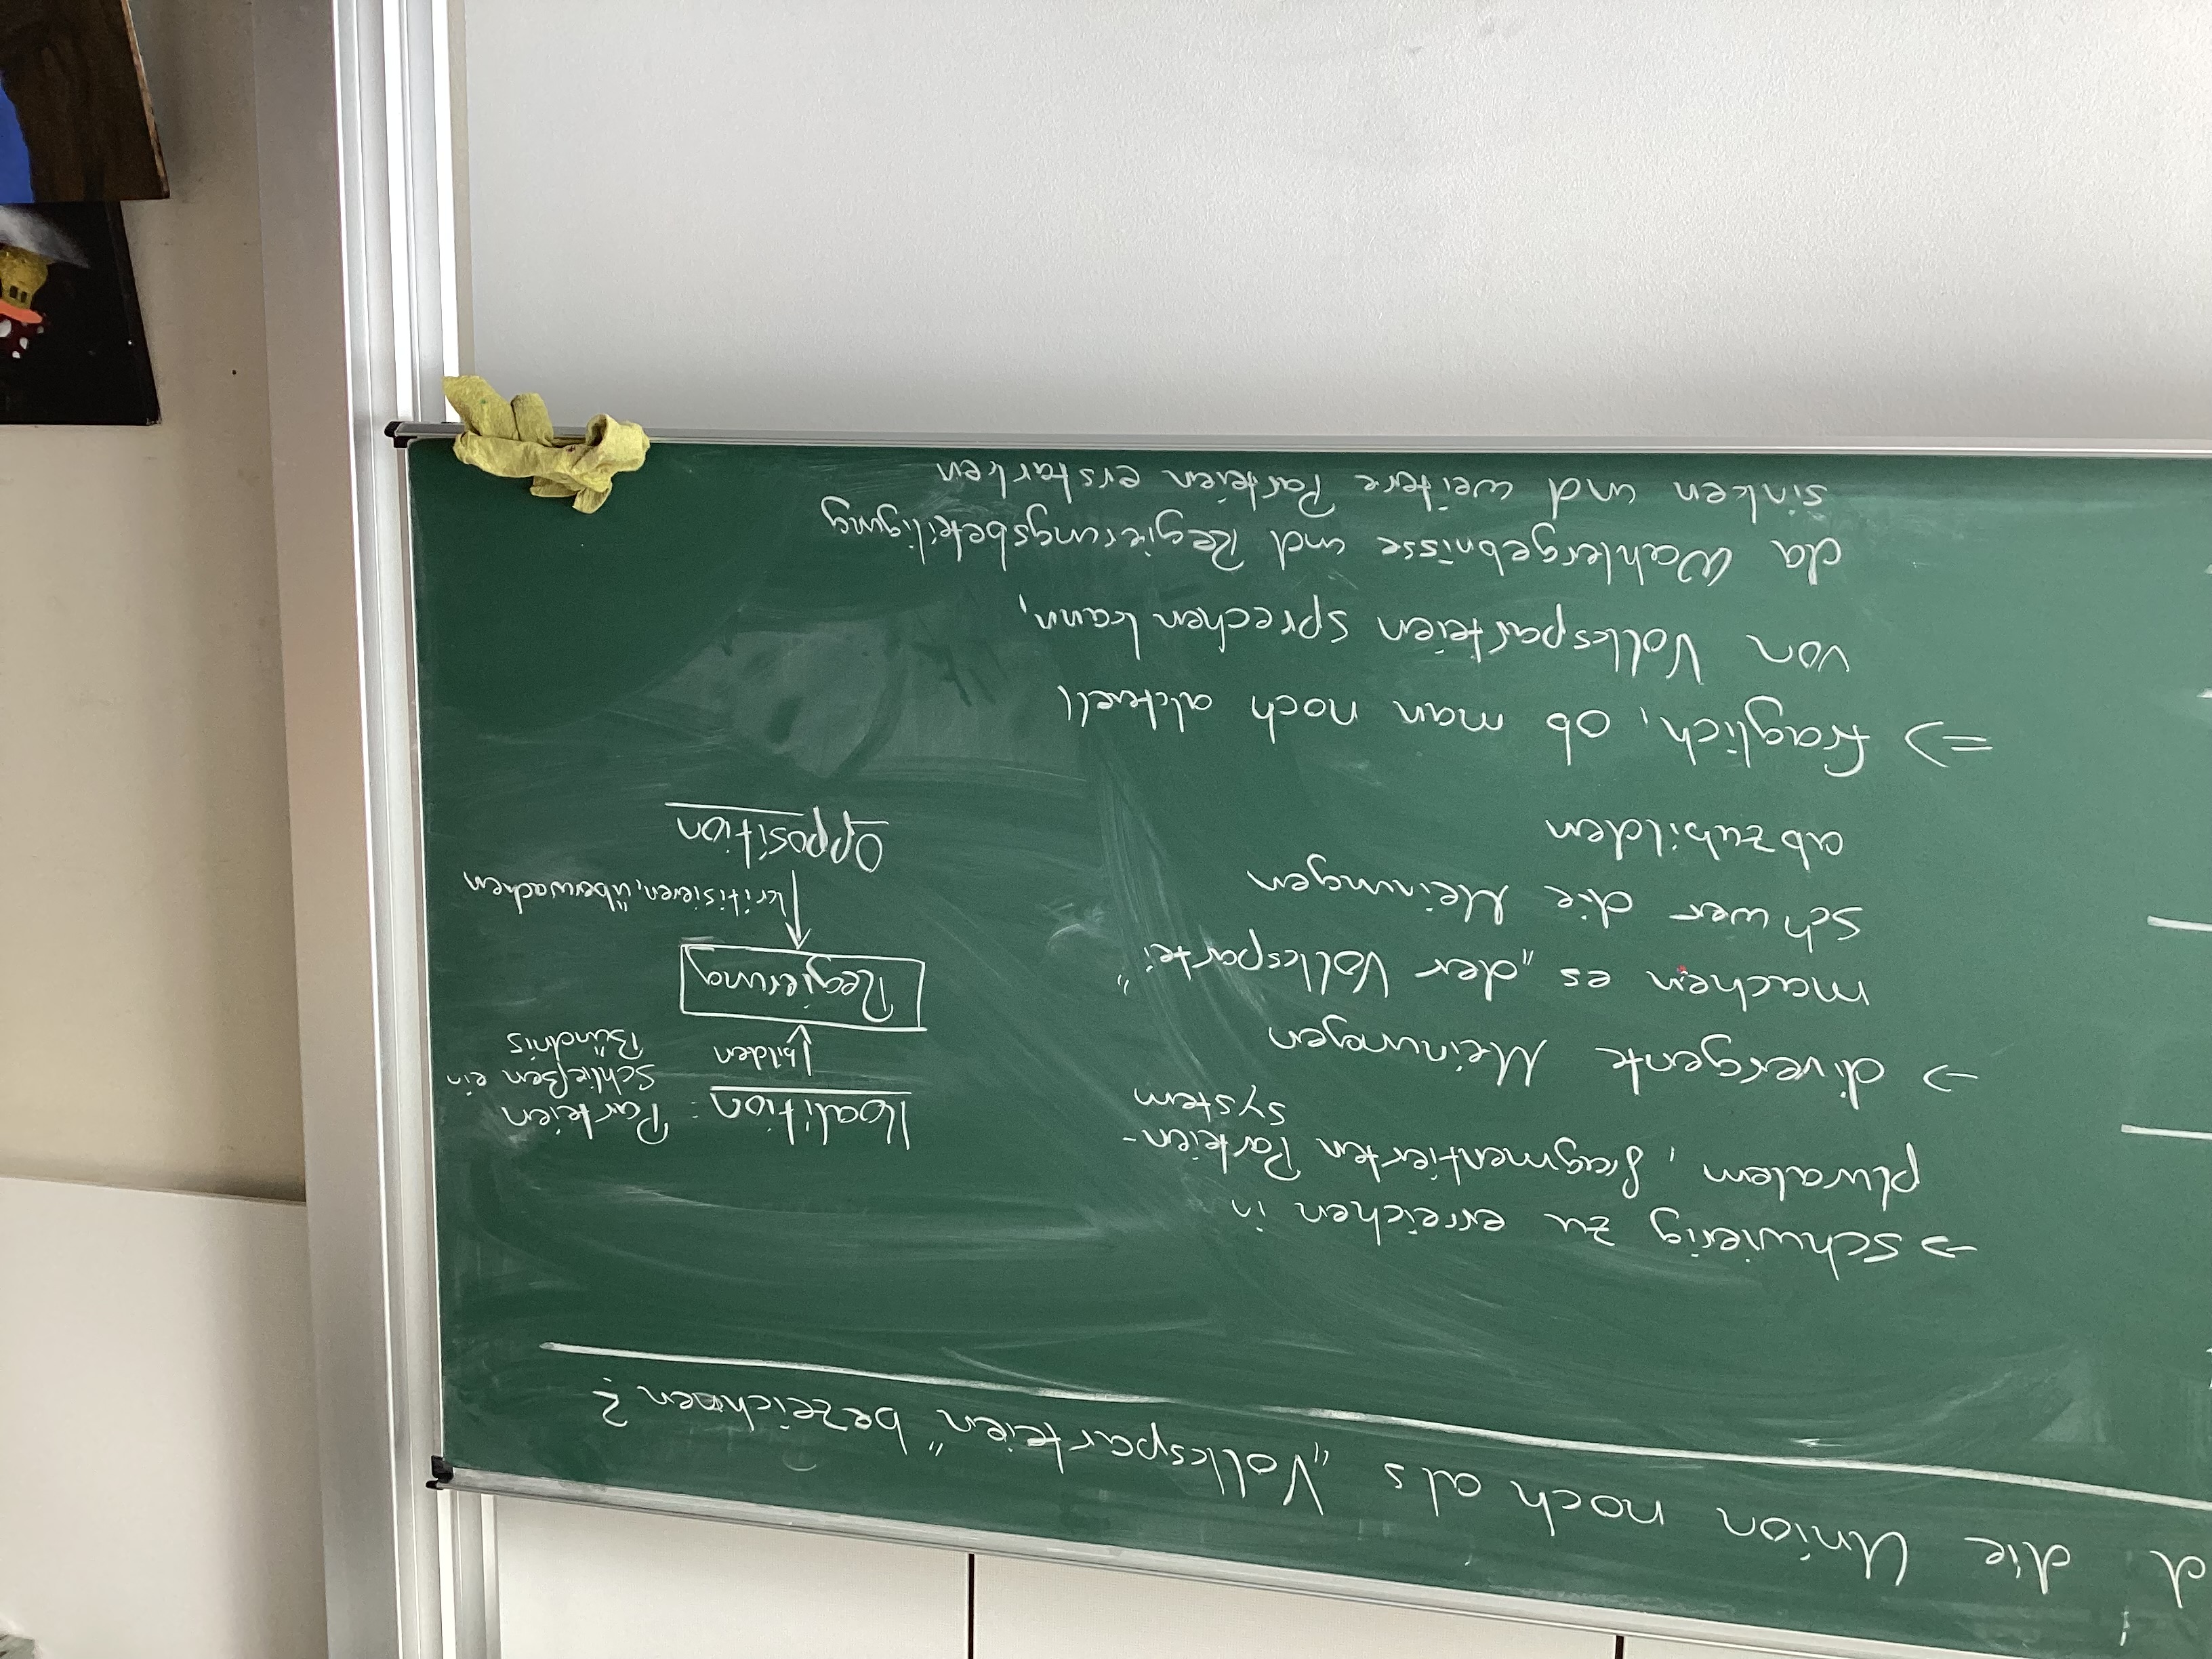 d die Union noch als „Volksparteien" bezeichnen?
→ schwierig zu erreichen in
pluralem, fragmentierten Parteien-
system
→ divergente Meinungen
machen es „der Volkspartei"
schwer die Meinungen
abzubilden
=> fraglich, ob man noch aktuell
von Volksparteien sprechen kann,
da Wahlergebnisse und Regierungsbeteiligung
sinken und weitere Parteien erstarken
Koalition: Parteien
schließen ein
Bündnis
↓ bilden
Regierung
↑ kritisieren, überwachen
Opposition